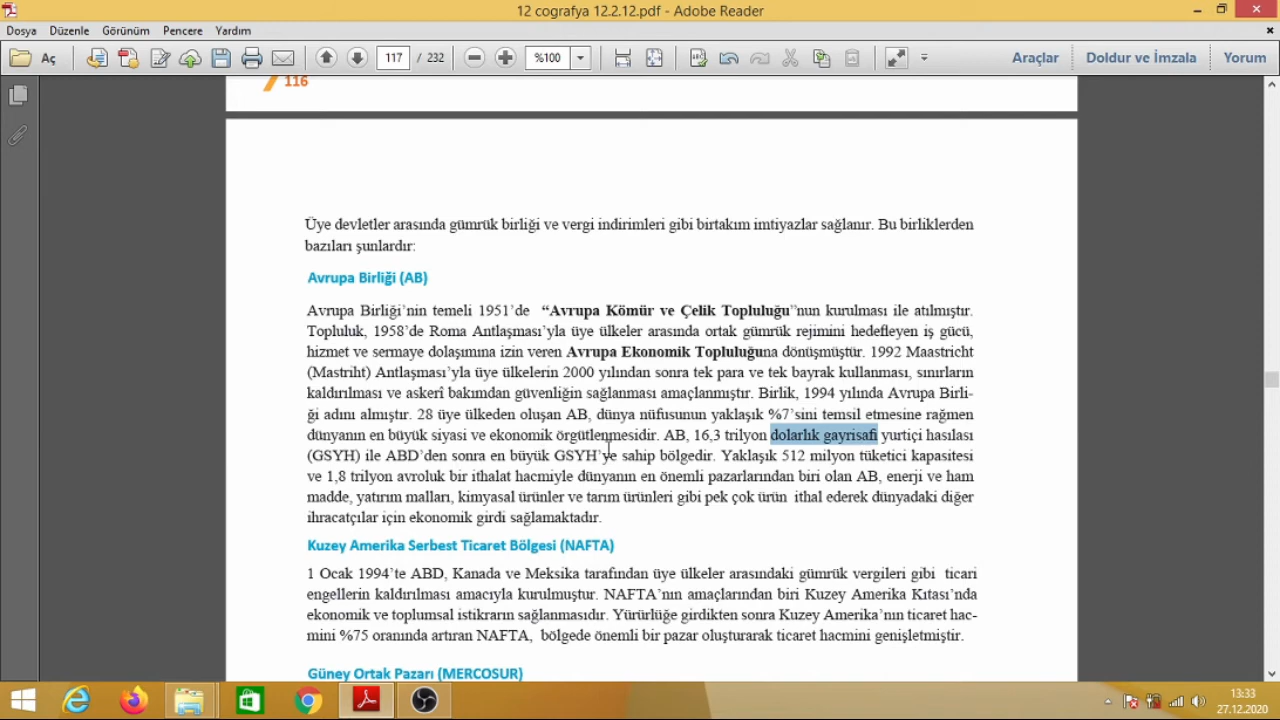 12 cografya 12.2.12.pdf - Adobe Reader
Dosya Düzenle Görünüm Pencere Yardım
Aç 117 / 232 %100 Araçlar Doldur ve İmzala Yorum
116
Üye devletler arasında gümrük birliği ve vergi indirimleri gibi birtakım imtiyazlar sağlanır. Bu birliklerden
bazıları şunlardır:
Avrupa Birliği (AB)
Avrupa Birliği’nin temeli 1951’de “Avrupa Kömür ve Çelik Topluluğu”nun kurulması ile atılmıştır.
Topluluk, 1958’de Roma Antlaşması’yla üye ülkeler arasında ortak gümrük rejimini hedefleyen iş gücü,
hizmet ve sermaye dolaşımına izin veren Avrupa Ekonomik Topluluğuna dönüşmüştür. 1992 Maastricht
(Mastriht) Antlaşması’yla üye ülkelerin 2000 yılından sonra tek para ve tek bayrak kullanması, sınırların
kaldırılması ve askerî bakımdan güvenliğin sağlanması amaçlanmıştır. Birlik, 1994 yılında Avrupa Birli-
ği adını almıştır. 28 üye ülkeden oluşan AB, dünya nüfusunun yaklaşık %7’sini temsil etmesine rağmen
dünyanın en büyük siyasi ve ekonomik örgütlenmesidir. AB, 16,3 trilyon dolarlık gayrisafi yurtiçi hasılası
(GSYH) ile ABD’den sonra en büyük GSYH’ye sahip bölgedir. Yaklaşık 512 milyon tüketici kapasitesi
ve 1,8 trilyon avroluk bir ithalat hacmiyle dünyanın en önemli pazarlarından biri olan AB, enerji ve ham
madde, yatırım malları, kimyasal ürünler ve tarım ürünleri gibi pek çok ürün ithal ederek dünyadaki diğer
ihracatçılar için ekonomik girdi sağlamaktadır.
Kuzey Amerika Serbest Ticaret Bölgesi (NAFTA)
1 Ocak 1994’te ABD, Kanada ve Meksika tarafından üye ülkeler arasındaki gümrük vergileri gibi ticari
engellerin kaldırılması amacıyla kurulmuştur. NAFTA’nın amaçlarından biri Kuzey Amerika Kıtası’nda
ekonomik ve toplumsal istikrarın sağlanmasıdır. Yürürlüğe girdikten sonra Kuzey Amerika’nın ticaret hac-
mini %75 oranında artıran NAFTA, bölgede önemli bir pazar oluşturarak ticaret hacmini genişletmiştir.
Güney Ortak Pazarı (MERCOSUR)
13:33
27.12.2020